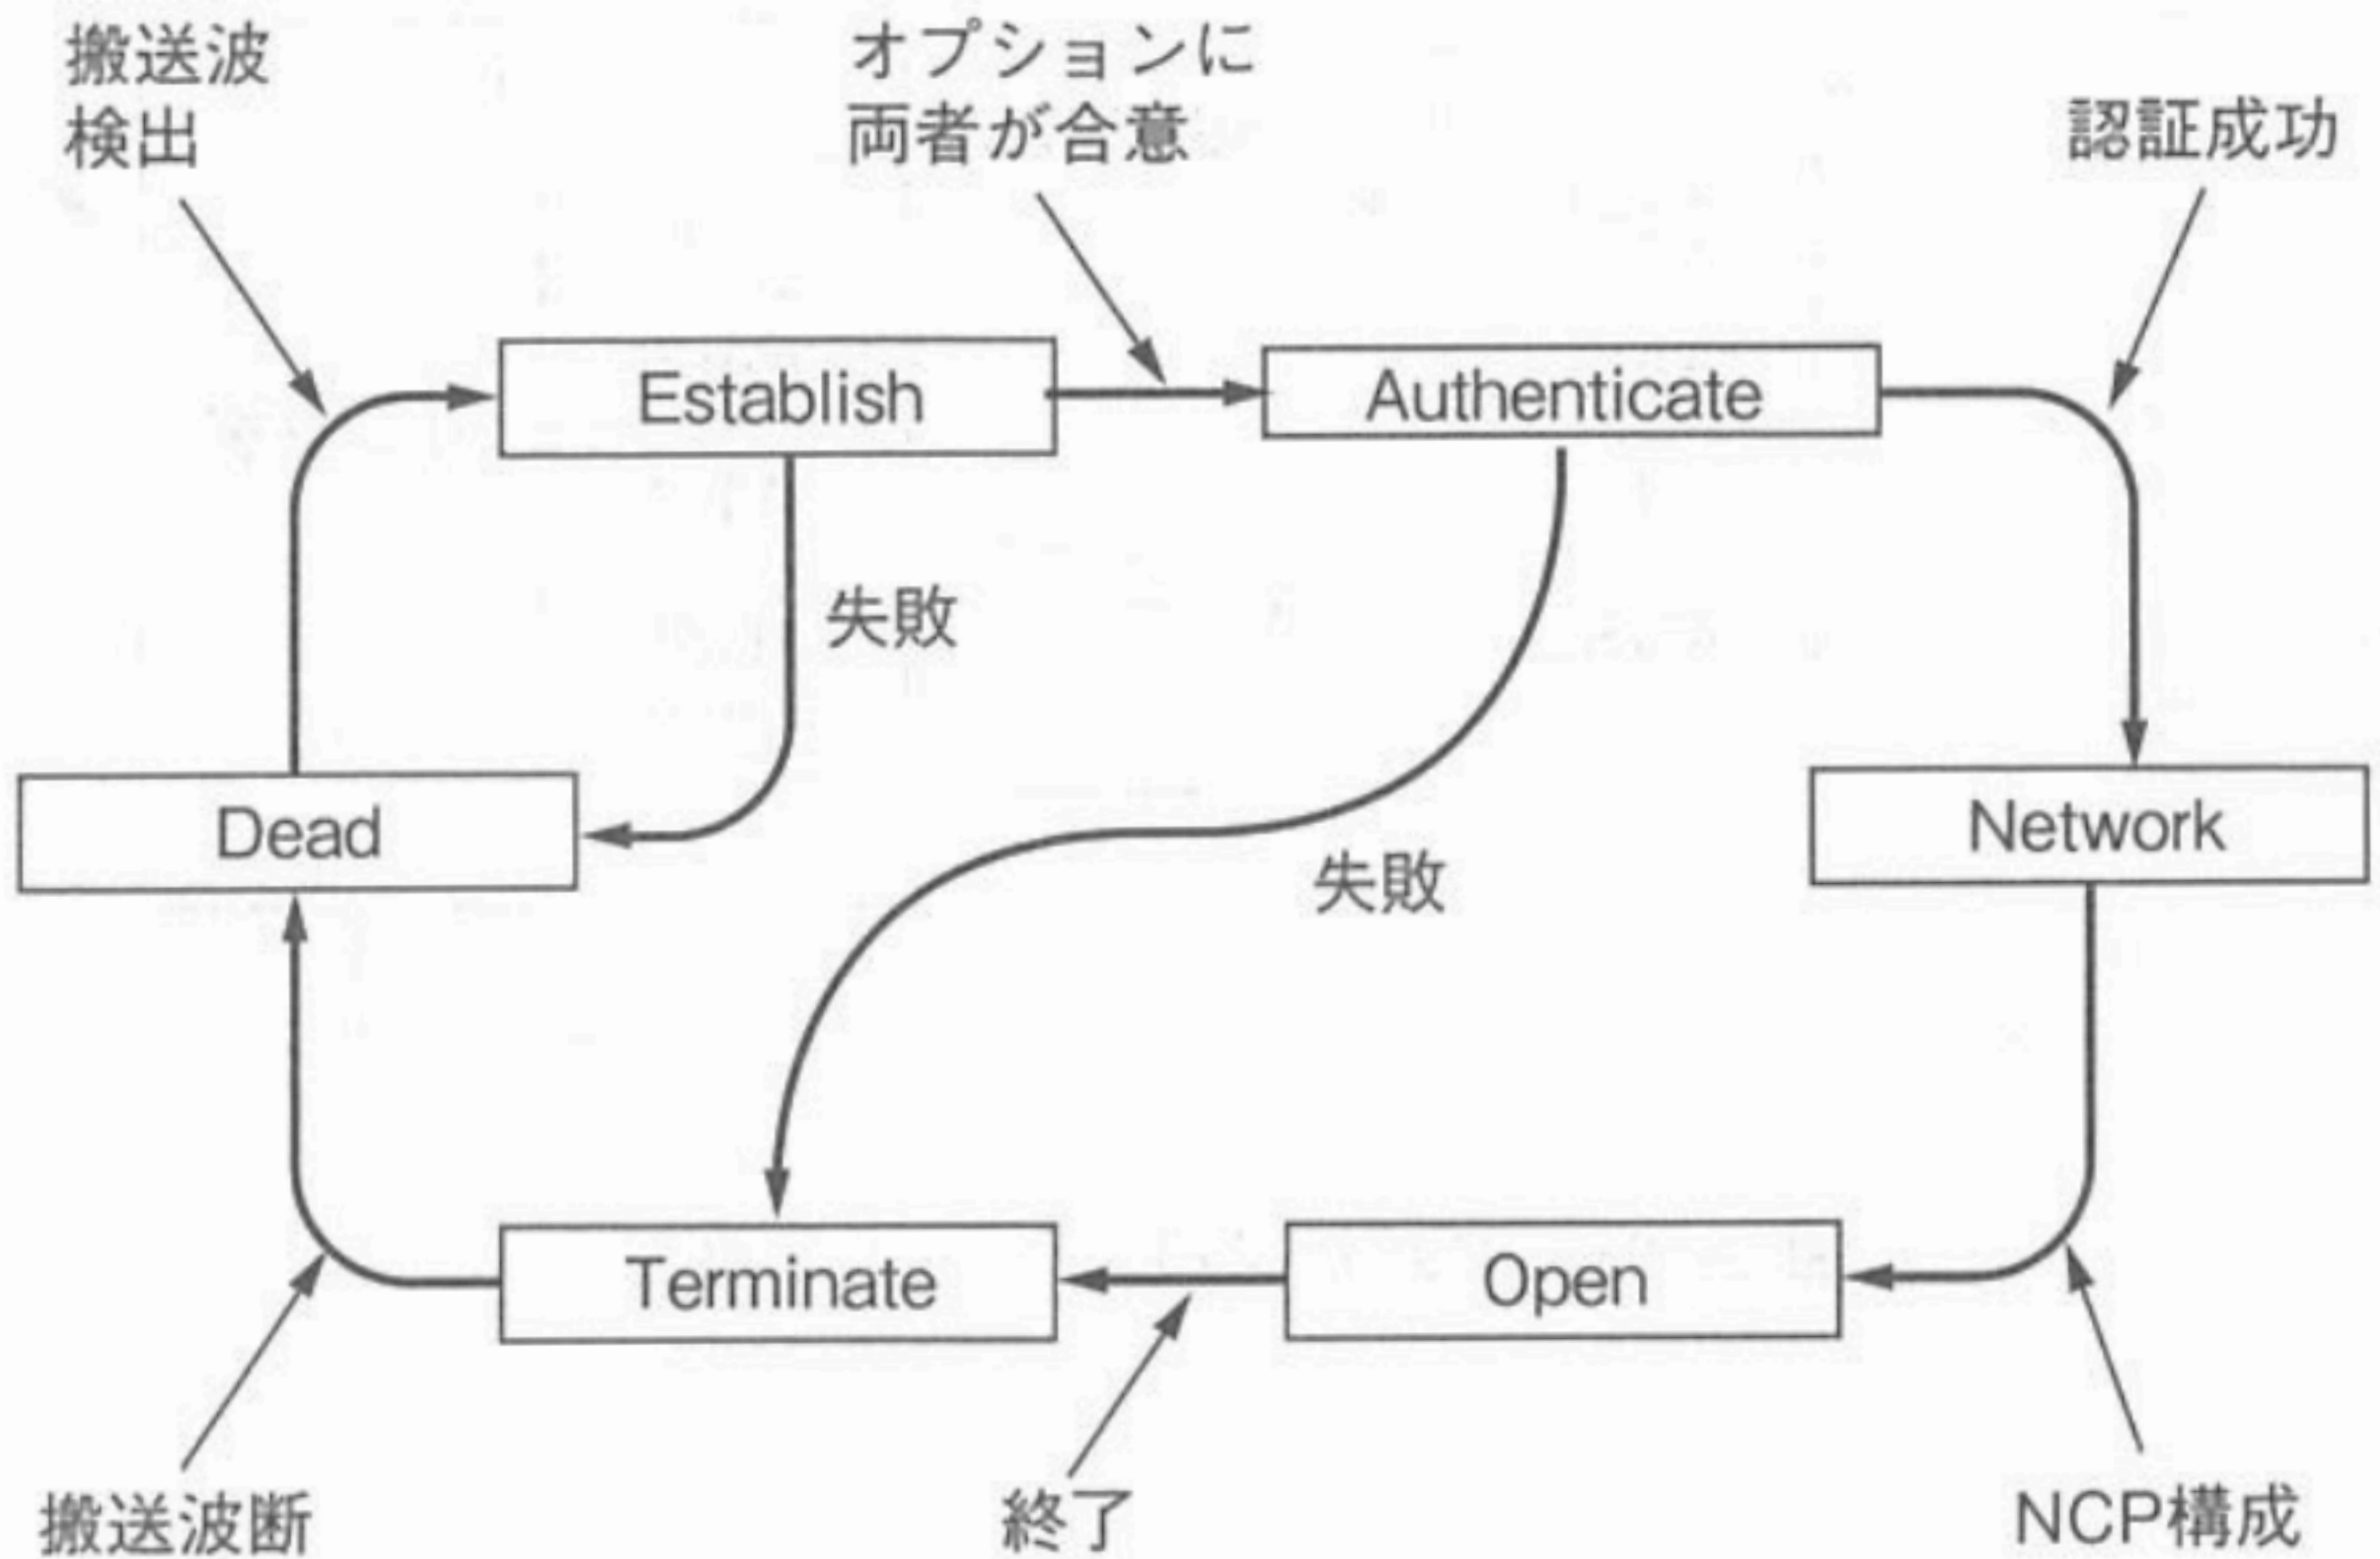 搬送波
検出
オプションに
両者が合意
認証成功
Establish
Authenticate
失敗
Dead
Network
失敗
Terminate
Open
搬送波断
終了
NCP構成